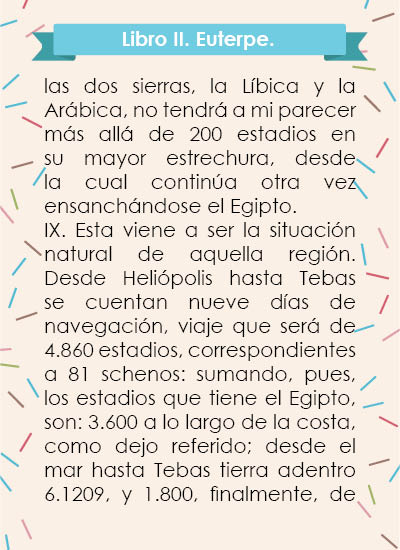 Libro II. Euterpe.
las dos sierras, la Líbica y la
Arábica, no tendrá a mi parecer
más allá de 200 estadios en
su mayor estrechura, desde
la cual continúa otra vez
ensanchándose el Egipto.
IX. Esta viene a ser la situación
natural de aquella región.
Desde Heliópolis hasta Tebas
se cuentan nueve días de
navegación, viaje que será de
4.860 estadios, correspondientes
a 81 schenos: sumando, pues,
los estadios que tiene el Egipto,
son: 3.600 a lo largo de la costa,
como dejo referido; desde el
mar hasta Tebas tierra adentro
6.1209, y 1.800, finalmente, de